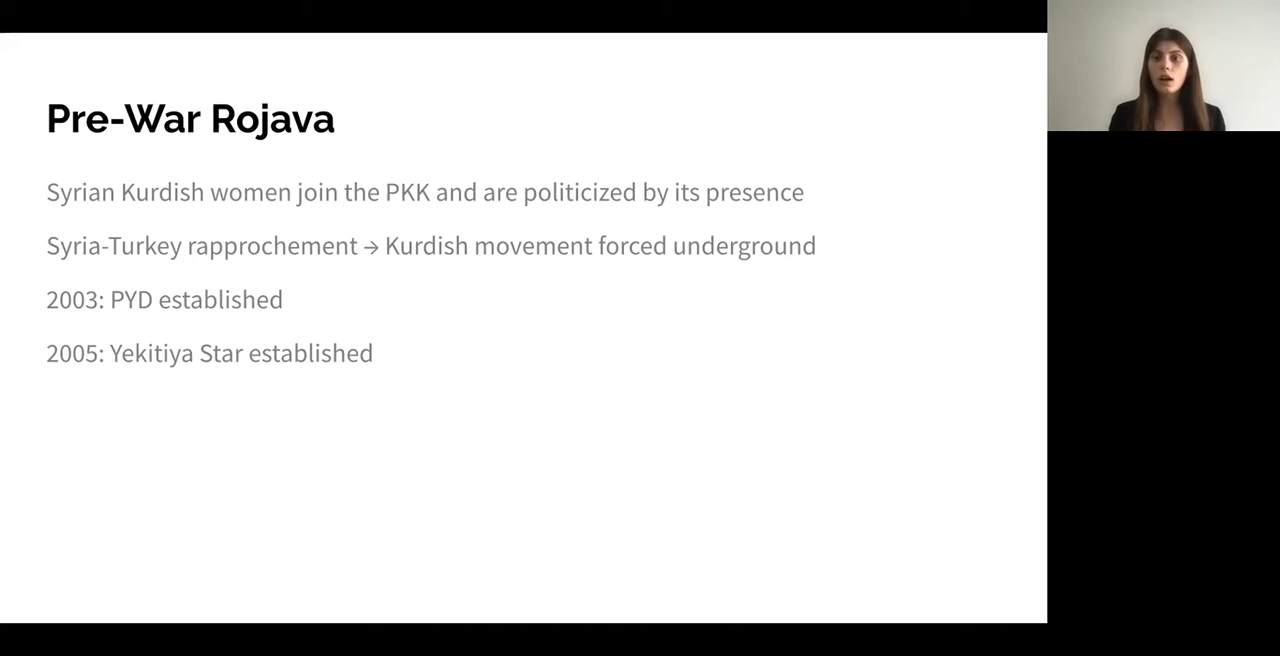 Pre-War Rojava
Syrian Kurdish women join the PKK and are politicized by its presence
Syria-Turkey rapprochement → Kurdish movement forced underground
2003: PYD established
2005: Yekitiya Star established